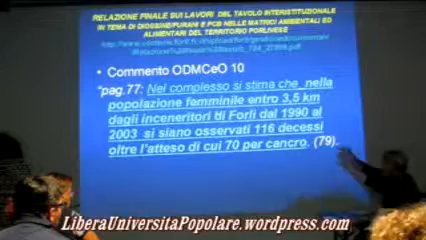 RELAZIONE FINALE SUI LAVORI DEL TAVOLO INTERISTITUZIONALE
IN TEMA DI DIOSSINE/FURANI E PCB NELLE MATRICI AMBIENTALI ED
ALIMENTARI DEL TERRITORIO FORLIVESE
• Commento ODMCeO 10
"pag.77: Nel complesso si stima che nella
popolazione femminile entro 3,5 km
dagli inceneritori di Forlì dal 1990 al
2003 si siano osservati 116 decessi
oltre l'atteso di cui 70 per cancro. (79).
LiberaUniversitaPopolare.wordpress.com